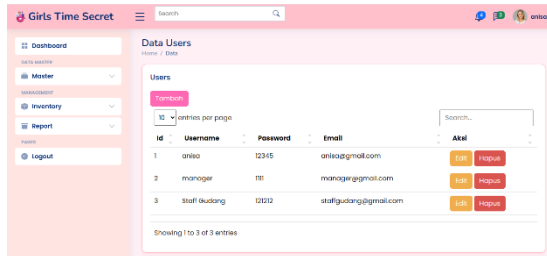 Girls Time Secret
Search
4
3
anisa
Dashboard
DATA MASTER
Master
MANAGEMENT
Inventory
Report
PAGES
Logout
Data Users
Home / Data
Users
Tambah
10 entries per page
Search...
Id Username Password Email Aksi
1 anisa 12345 anisa@gmail.com Edit Hapus
2 manager 1111 manager@gmail.com Edit Hapus
3 Staff Gudang 121212 staffgudang@gmail.com Edit Hapus
Showing 1 to 3 of 3 entries